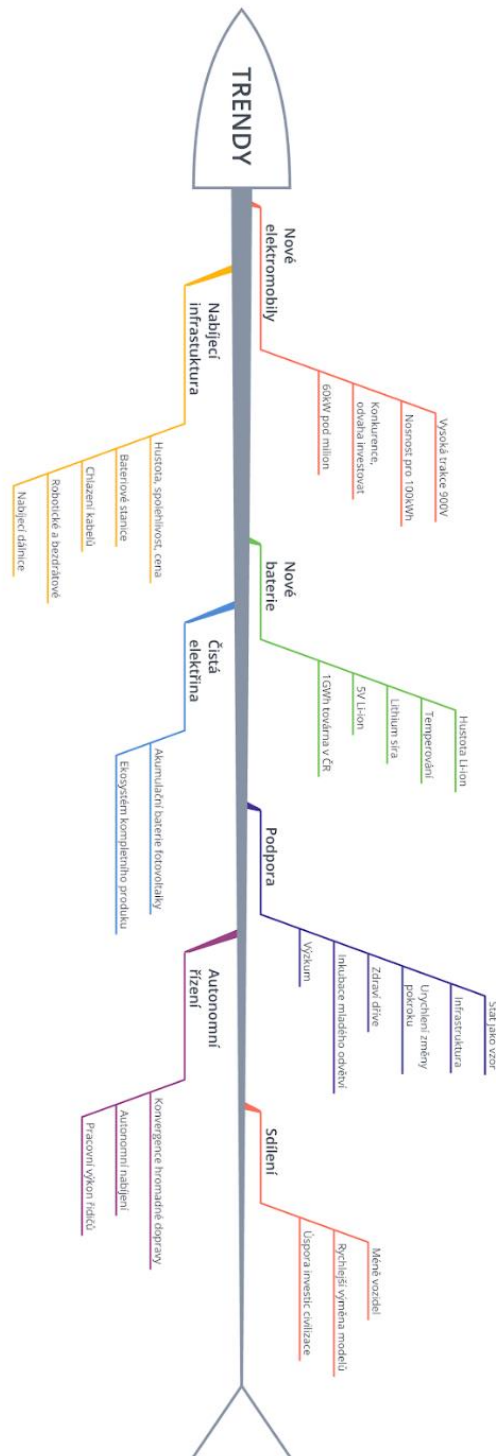 TRENDY
Nové
elektromobily
Vysoká trakce 900V
Nosnost pro 100kWh
Konkurence,
odvaha investovat
60kW pod milion
Nabíjecí
infrastuktura
Hustota, spolehlivost, cena
Bateriové stanice
Chlazení kabelů
Robotické a bezdrátové
Nabíjecí dálnice
Nové
baterie
Hustota Li-ion
Temperování
Lithium síra
5V Li-ion
1GWh továrna v ČR
Čistá
elektřina
Akumulační baterie fotovoltaiky
Ekosystém kompletního produku
Podpora
Stát jako vzor
Infrastruktura
Urychlení změny
pokroku
Zdraví dříve
Inkubace mladého odvětví
Výzkum
Autonomní
řízení
Konvergence hromadné dopravy
Autonomní nabíjení
Pracovní výkon řidičů
Sdílení
Méně vozidel
Rychlejší výměna modelů
Úspora investic civilizace